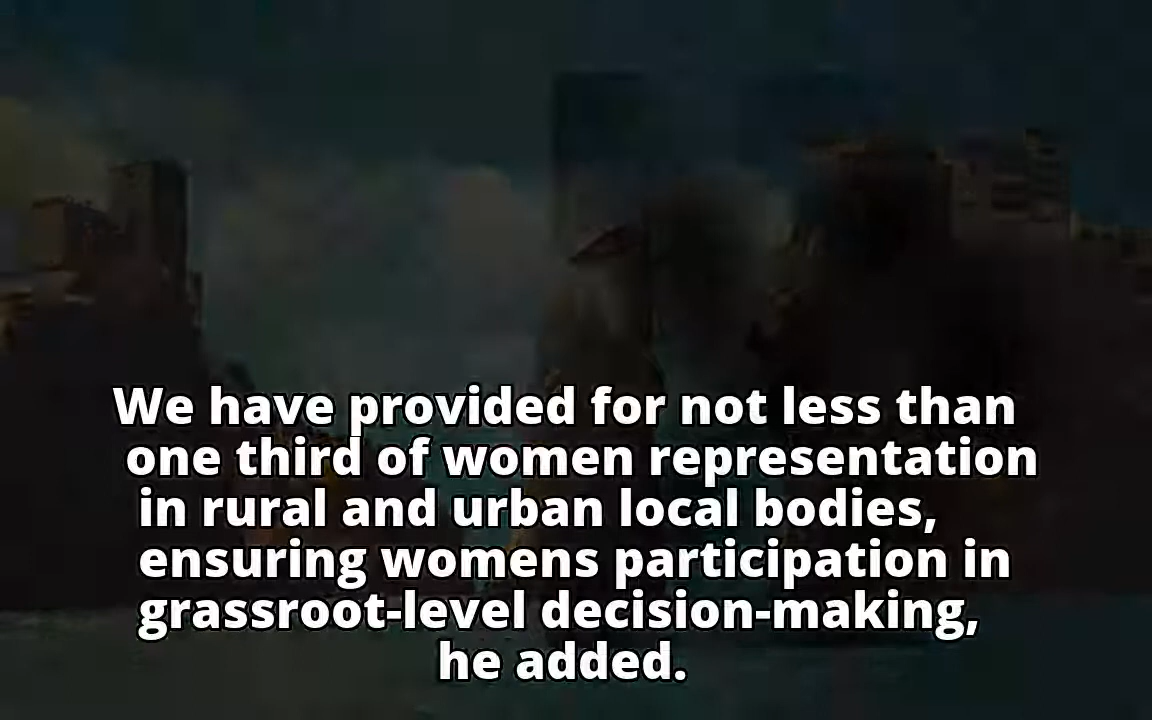 We have provided for not less than
one third of women representation
in rural and urban local bodies,
ensuring womens participation in
grassroot-level decision-making,
he added.